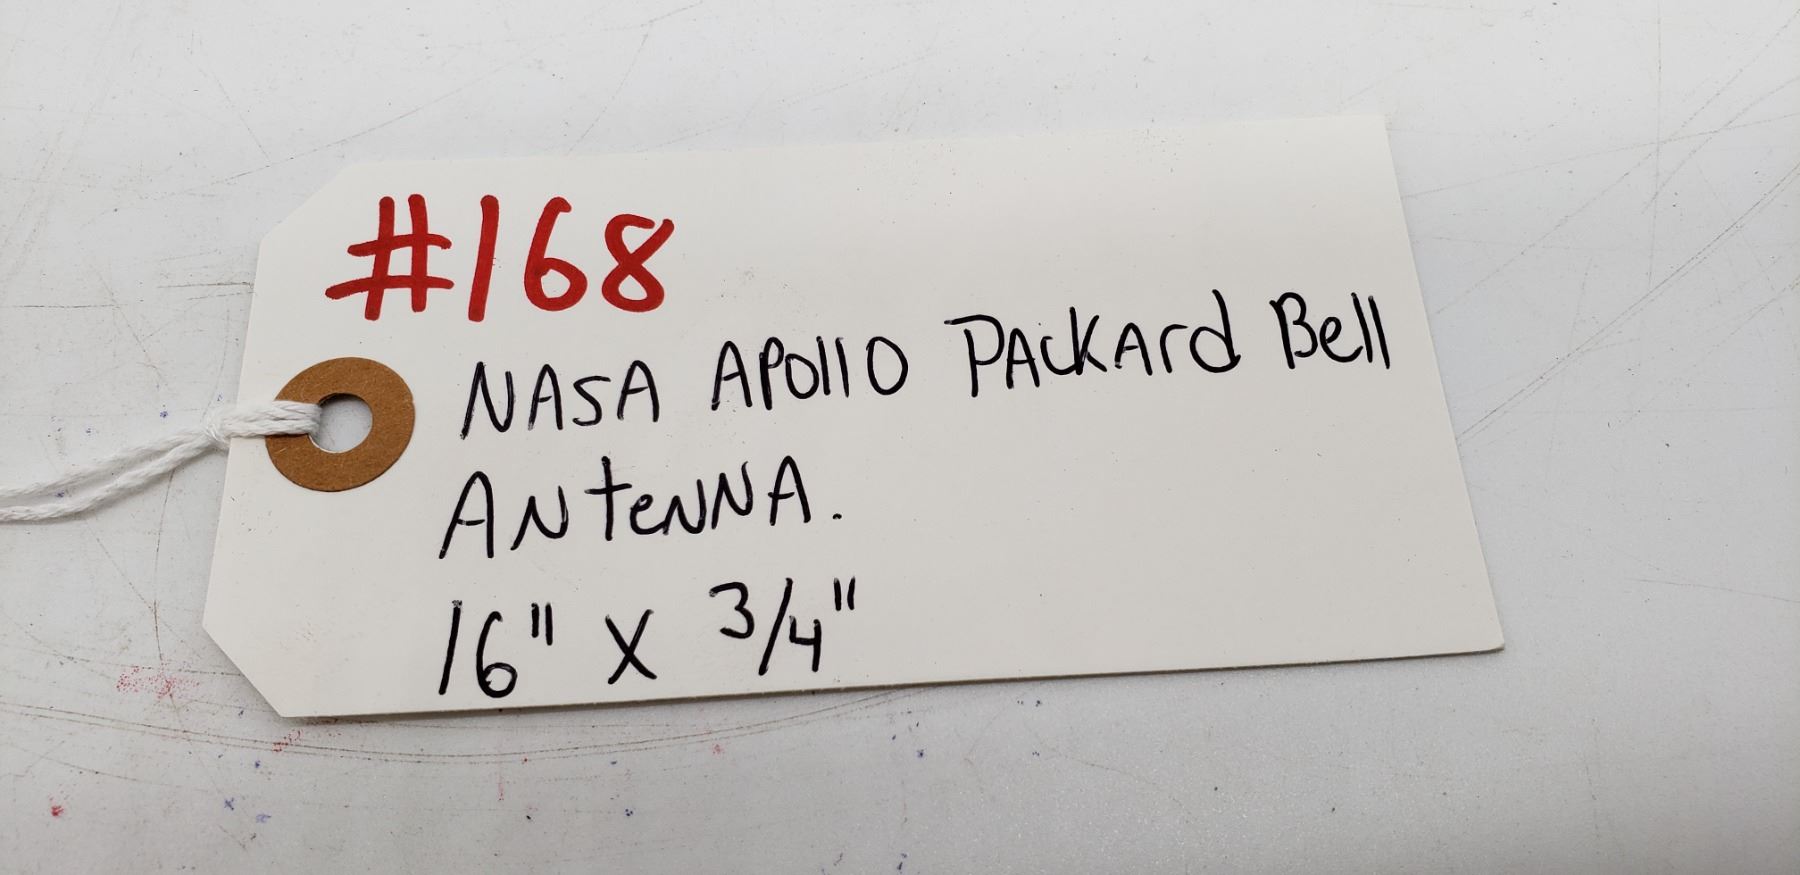 #168
NASA APOllO PACKArd Bell
ANteNNA.
16" X 3/4"